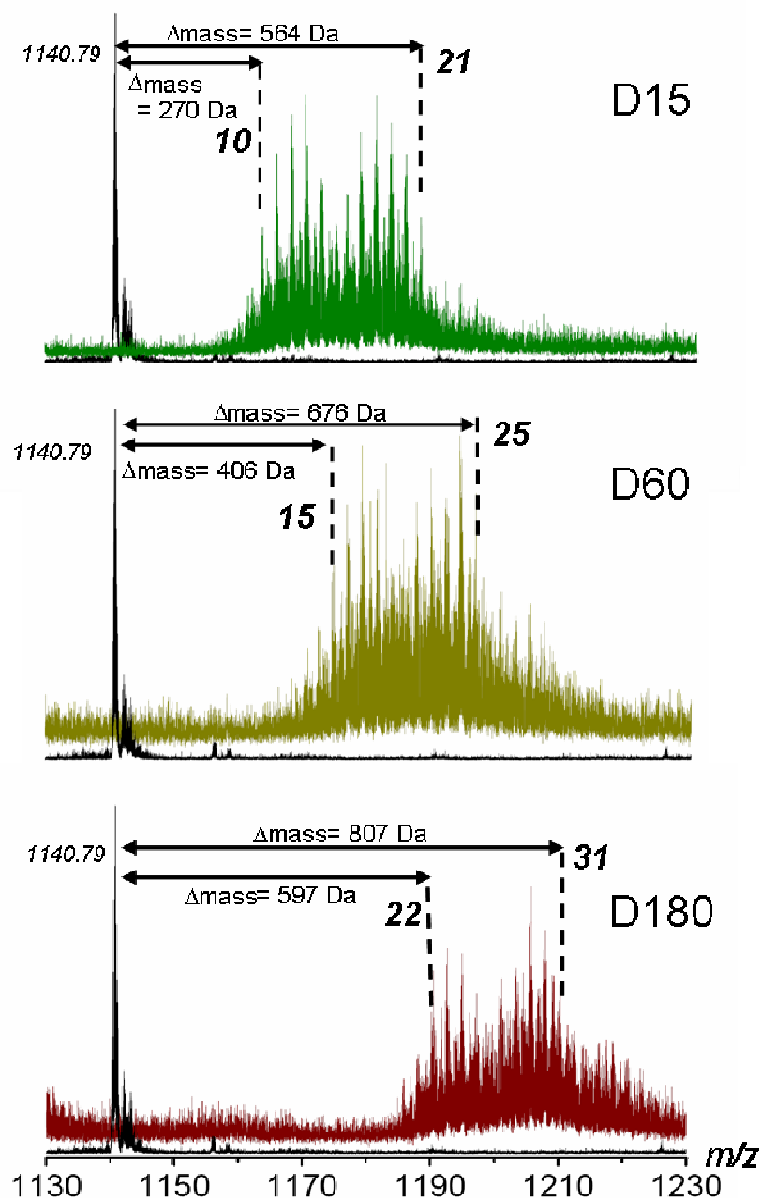 Δmass= 564 Da
1140.79
21
Δmass
= 270 Da
10
D15
Δmass= 676 Da
1140.79
25
Δmass= 406 Da
D60
15
Δmass= 807 Da
1140.79
31
Δmass= 597 Da
22
D180
m/z
1130 1150 1170 1190 1210 1230